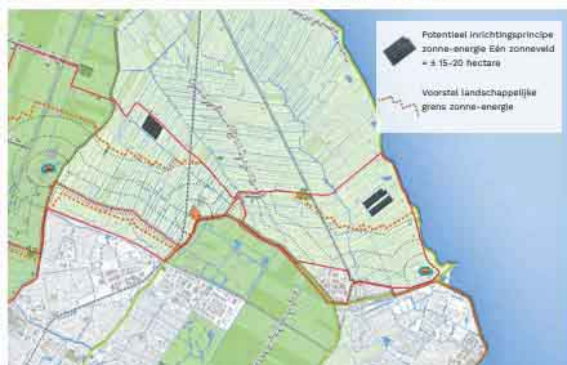 Potentieel inrichtingsprincipe
zonne-energie Eén zonneveld
= ± 15-20 hectare
Voorstel landschappelijke
grens zonne-energie